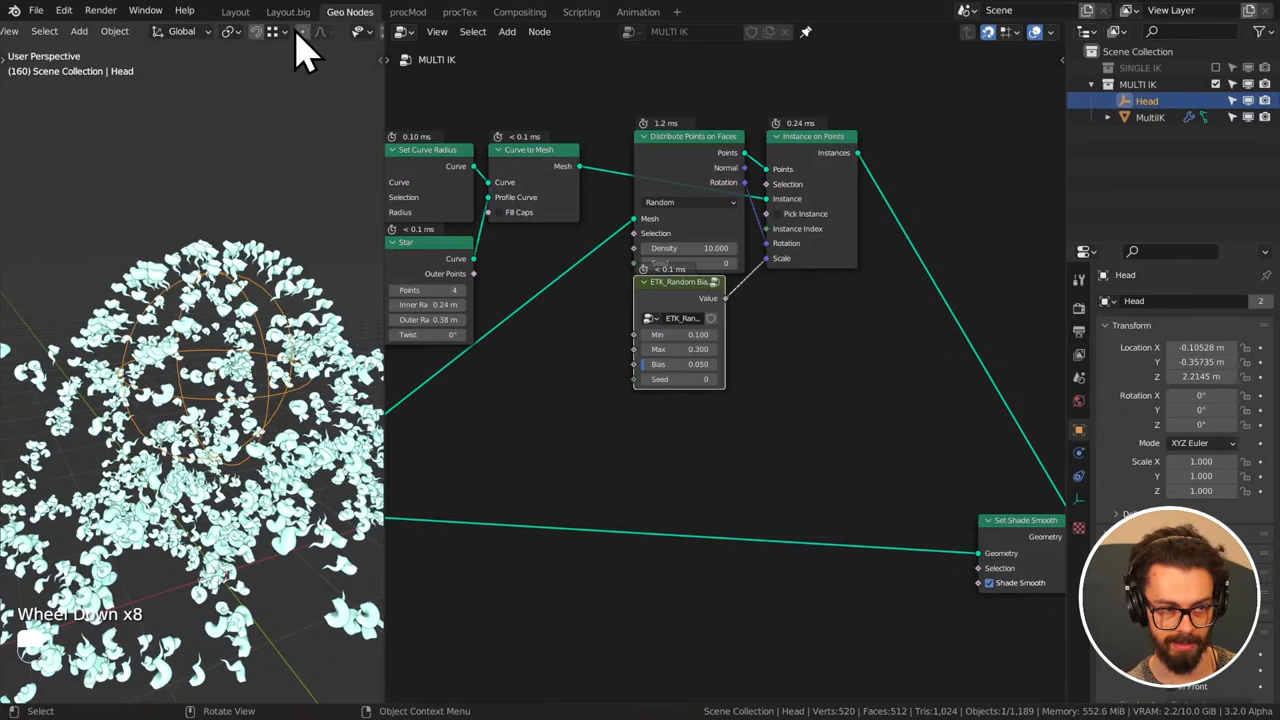 File Edit Render Window Help Layout Layout.big Geo Nodes procMod procTex Compositing Scripting Animation + Scene View Layer
View Select Add Object Global View Select Add Node MULTI IK
User Perspective
(160) Scene Collection | Head
MULTI IK
Scene Collection
SINGLE IK
MULTI IK
Head
MultiIK
0.10 ms
Set Curve Radius
Curve
Curve
Selection
Radius
< 0.1 ms
Curve to Mesh
Mesh
Curve
Profile Curve
Fill Caps
< 0.1 ms
Star
Curve
Outer Points
Points 4
Inner Ra 0.24 m
Outer Ra 0.38 m
Twist 0°
1.2 ms
Distribute Points on Faces
Points
Normal
Rotation
Random
Mesh
Selection
Density 10.000
Seed 0
< 0.1 ms
ETK_Random Bia..
Value
ETK_Ran...
Min 0.100
Max 0.300
Bias 0.050
Seed 0
0.24 ms
Instance on Points
Instances
Points
Selection
Instance
Pick Instance
Instance Index
Rotation
Scale
Set Shade Smooth
Geometry
Geometry
Selection
Shade Smooth
Head
Head 2
Transform
Location X -0.10528 m
Y -0.35735 m
Z 2.2145 m
Rotation X 0°
Y 0°
Z 0°
Mode XYZ Euler
Scale X 1.000
Y 1.000
Z 1.000
Wheel Down x8
In Front
Select Rotate View Object Context Menu Scene Collection | Head | Verts:520 | Faces:512 | Tris:1,024 | Objects:1/1,189 | Memory: 552.6 MiB | VRAM: 2.2/10.0 GiB | 3.2.0 Alpha